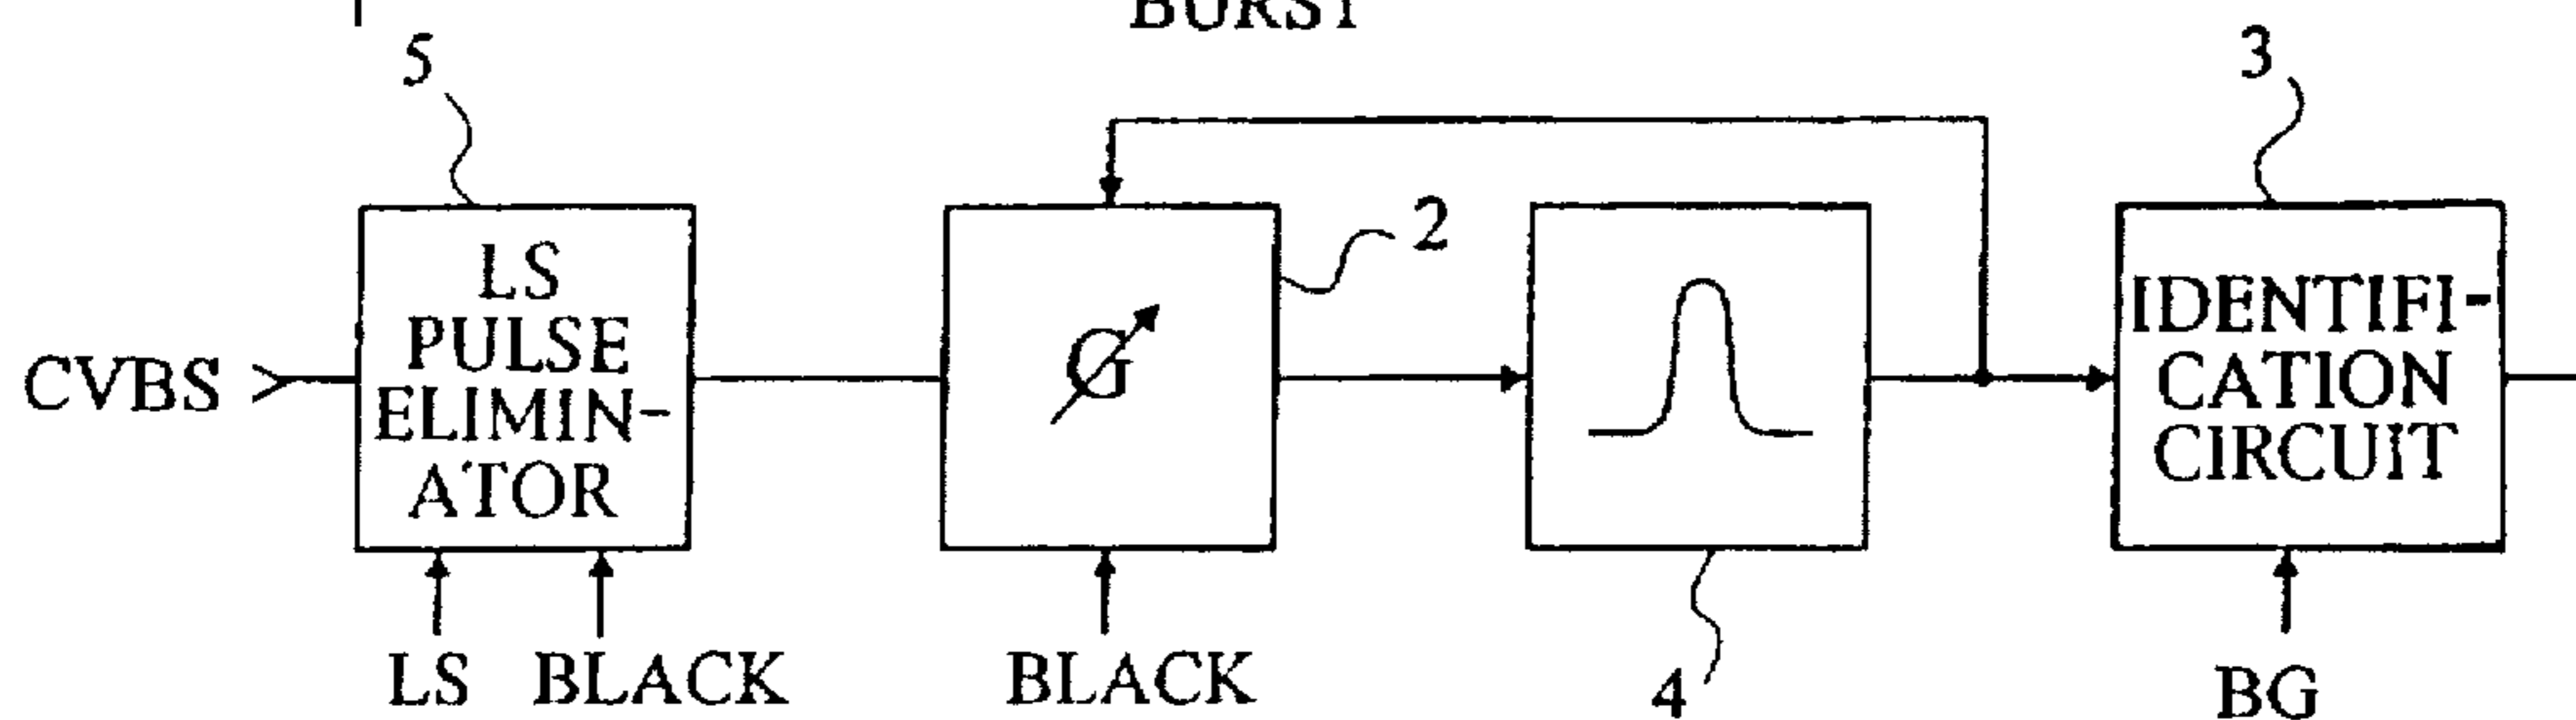 BURST
5
3
2
LS
PULSE
ELIMIN-
ATOR
G
IDENTIFI-
CATION
CIRCUIT
CVBS
LS BLACK
BLACK
4
BG